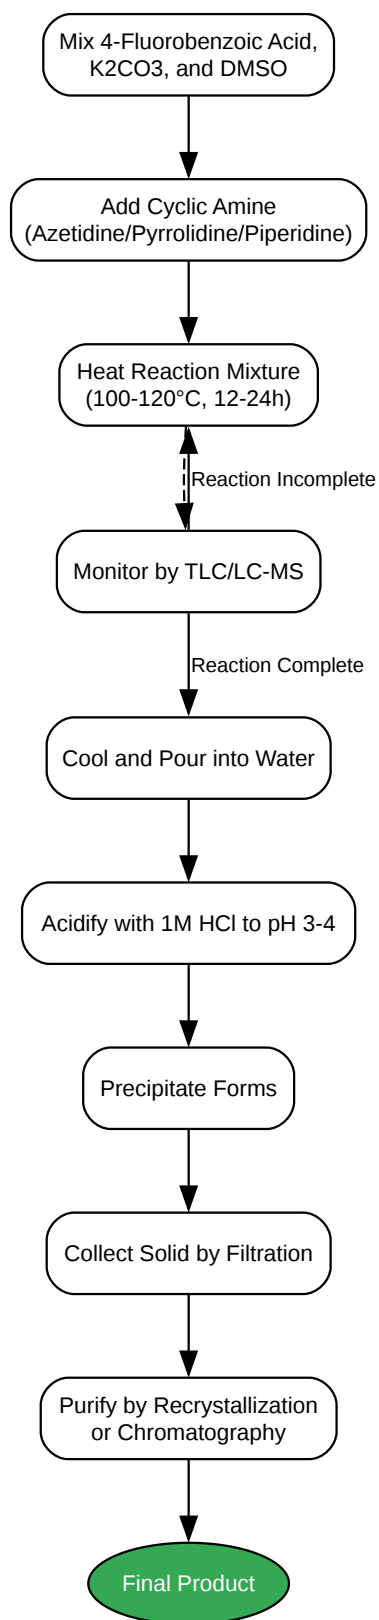 Mix 4-Fluorobenzoic Acid,
K2CO3, and DMSO
Add Cyclic Amine
(Azetidine/Pyrrolidine/Piperidine)
Heat Reaction Mixture
(100-120°C, 12-24h)
Reaction Incomplete
Monitor by TLC/LC-MS
Reaction Complete
Cool and Pour into Water
Acidify with 1M HCl to pH 3-4
Precipitate Forms
Collect Solid by Filtration
Purify by Recrystallization
or Chromatography
Final Product